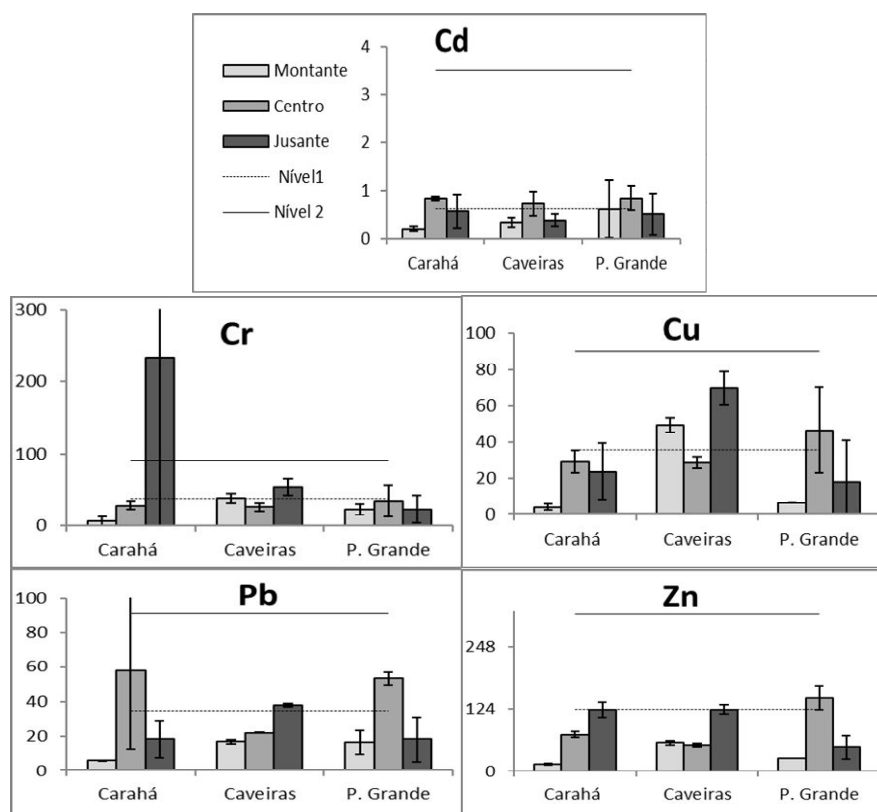 Cd
Montante
Centro
Jusante
Nível1
Nível 2
4
3
2
1
0
Carahá Caveiras P. Grande
Cr
300
200
100
0
Carahá Caveiras P. Grande
Cu
100
80
60
40
20
0
Carahá Caveiras P. Grande
Pb
100
80
60
40
20
0
Carahá Caveiras P. Grande
Zn
248
124
0
Carahá Caveiras P. Grande